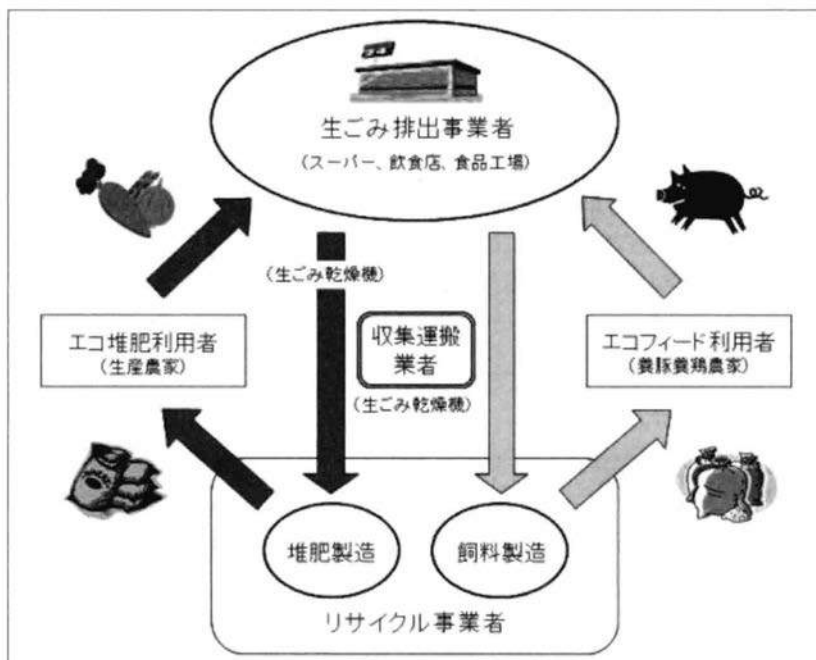 生ごみ排出事業者
(スーパー、飲食店、食品工場)
(生ごみ乾燥機)
収集運搬
業者
(生ごみ乾燥機)
エコ堆肥利用者
(生産農家)
エコフィード利用者
(養豚養鶏農家)
堆肥製造
飼料製造
リサイクル事業者